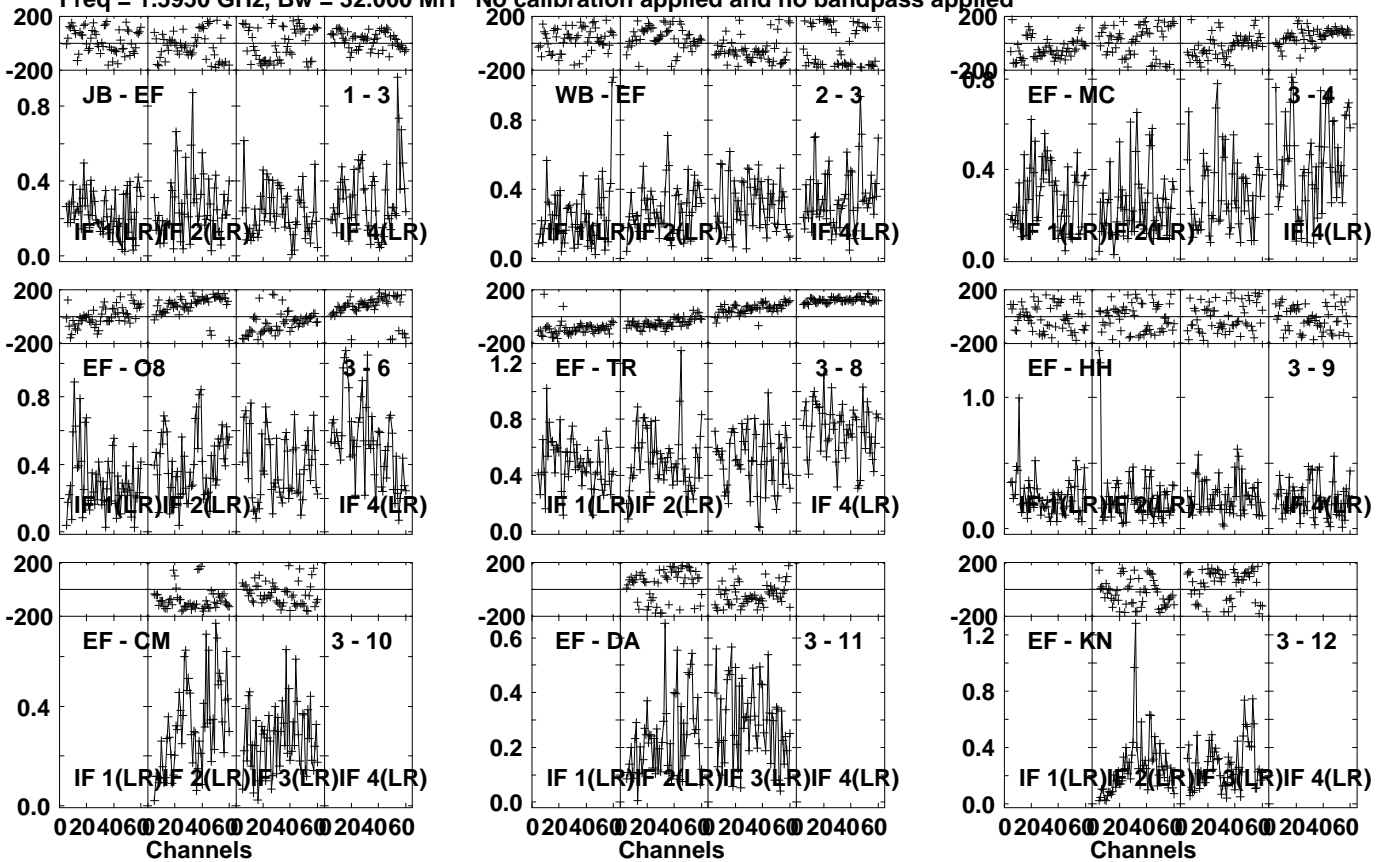 Freq = 1.5950 GHz, Bw = 32.000 MH No calibration applied and no bandpass applied
200
-200
JB - EF 1 - 3
0.8
0.4
0.0
IF 1(LR) IF 2(LR) IF 4(LR)
200
-200
WB - EF 2 - 3
0.8
0.4
0.0
IF 1(LR) IF 2(LR) IF 4(LR)
200
-200
0.8
EF - MC 3 - 4
0.4
0.0
IF 1(LR) IF 2(LR) IF 4(LR)
200
-200
EF - O8 3 - 6
0.8
0.4
0.0
IF 1(LR) IF 2(LR) IF 4(LR)
200
-200
1.2
EF - TR 3 - 8
0.8
0.4
0.0
IF 1(LR) IF 2(LR) IF 4(LR)
200
-200
EF - HH 3 - 9
1.0
0.0
IF 1(LR) IF 2(LR) IF 4(LR)
200
-200
EF - CM 3 - 10
0.4
0.0
IF 1(LR) IF 2(LR) IF 3(LR) IF 4(LR)
0 20 40 60 0 20 40 60 0 20 40 60 0 20 40 60
Channels
200
-200
0.6
EF - DA 3 - 11
0.4
0.2
0.0
IF 1(LR) IF 2(LR) IF 3(LR) IF 4(LR)
0 20 40 60 0 20 40 60 0 20 40 60 0 20 40 60
Channels
200
-200
1.2
EF - KN 3 - 12
0.8
0.4
0.0
IF 1(LR) IF 2(LR) IF 3(LR) IF 4(LR)
0 20 40 60 0 20 40 60 0 20 40 60 0 20 40 60
Channels